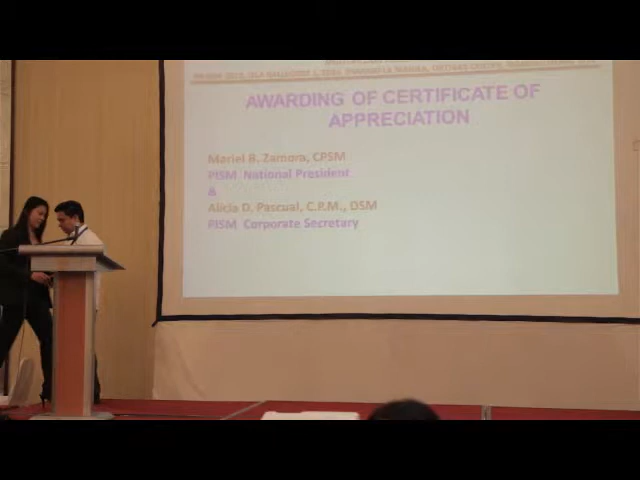 AWARDING OF CERTIFICATE OF
APPRECIATION
Mariel B. Zamora, CPSM
PISM National President
&
Alicia D. Pascual, C.P.M., DSM
PISM Corporate Secretary